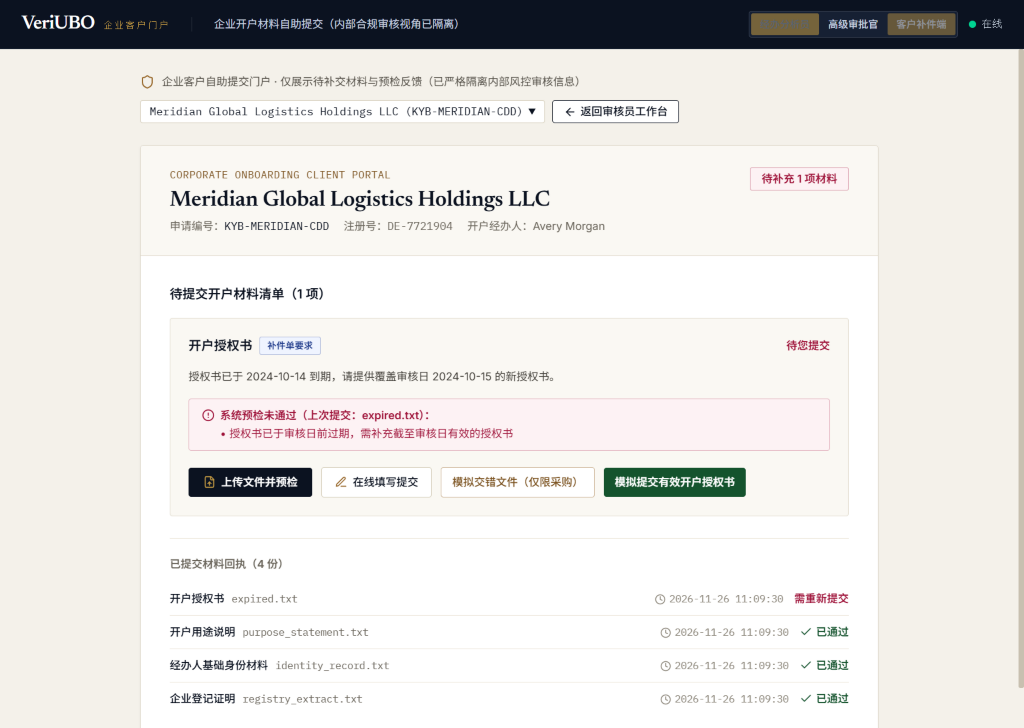 VeriUBO 企业客户门户
企业开户材料自助提交（内部合规审核视角已隔离）
高级审批官
客户补件端
在线
企业客户自助提交门户 · 仅展示待补交材料与预检反馈（已严格隔离内部风控审核信息）
Meridian Global Logistics Holdings LLC (KYB-MERIDIAN-CDD) ▼
← 返回审核员工作台
CORPORATE ONBOARDING CLIENT PORTAL
待补充 1 项材料
Meridian Global Logistics Holdings LLC
申请编号：KYB-MERIDIAN-CDD 注册号：DE-7721904 开户经办人：Avery Morgan
待提交开户材料清单（1 项）
开户授权书 补件单要求 待您提交
授权书已于 2024-10-14 到期，请提供覆盖审核日 2024-10-15 的新授权书。
系统预检未通过（上次提交：expired.txt）：
• 授权书已于审核日前过期，需补充截至审核日有效的授权书
上传文件并预检 在线填写提交 模拟交错文件（仅限采购） 模拟提交有效开户授权书
已提交材料回执（4 份）
开户授权书 expired.txt 2026-11-26 11:09:30 需重新提交
开户用途说明 purpose_statement.txt 2026-11-26 11:09:30 ✓ 已通过
经办人基础身份材料 identity_record.txt 2026-11-26 11:09:30 ✓ 已通过
企业登记证明 registry_extract.txt 2026-11-26 11:09:30 ✓ 已通过